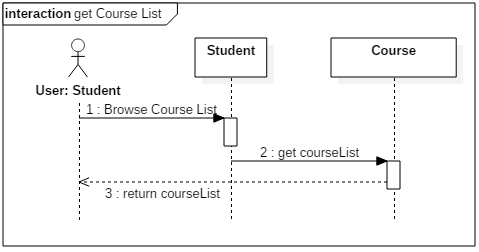 interaction get Course List
Student
Course
User: Student
1 : Browse Course List
2 : get courseList
3 : return courseList